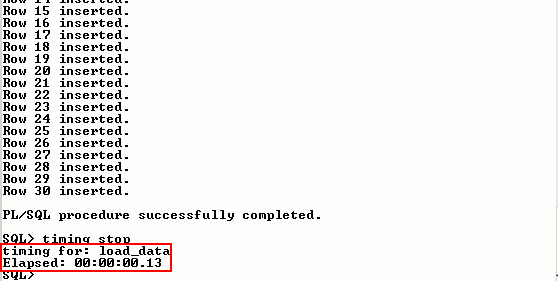 Row 14 inserted.
Row 15 inserted.
Row 16 inserted.
Row 17 inserted.
Row 18 inserted.
Row 19 inserted.
Row 20 inserted.
Row 21 inserted.
Row 22 inserted.
Row 23 inserted.
Row 24 inserted.
Row 25 inserted.
Row 26 inserted.
Row 27 inserted.
Row 28 inserted.
Row 29 inserted.
Row 30 inserted.
PL/SQL procedure successfully completed.
SQL> timing stop
timing for: load_data
Elapsed: 00:00:00.13
SQL>